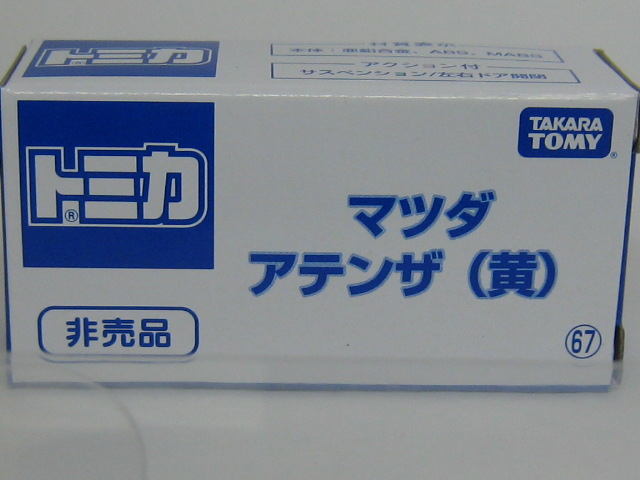 トミカ
材質表示
本体:亜鉛合金、ABS、MABS
アクション付
サスペンション/左右ドア開閉
TAKARA
TOMY
®
トミカ
®
マツダ
アテンザ(黄)
非売品
67